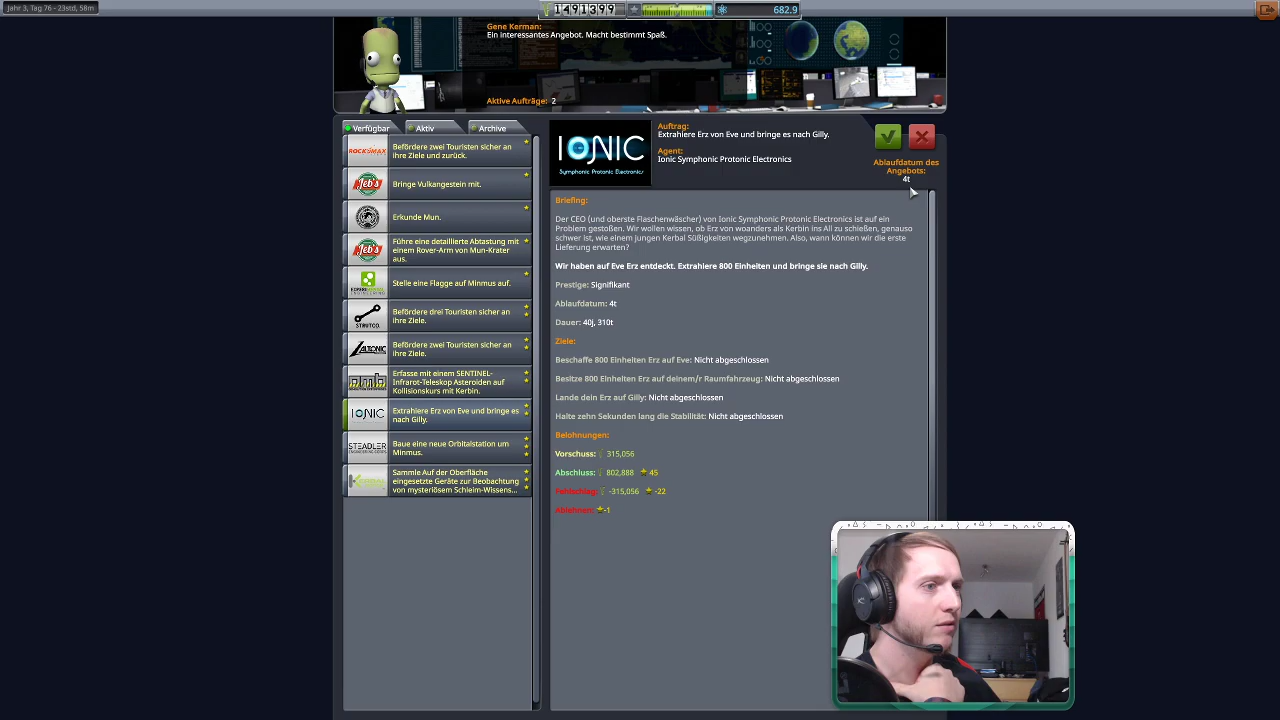 Jahr 3, Tag 76 - 23std, 58m
1491399
682.9
Gene Kerman:
Ein interessantes Angebot. Macht bestimmt Spaß.
Aktive Aufträge: 2
Verfügbar
Aktiv
Archive
ROCKOMAX
Befördere zwei Touristen sicher an
ihre Ziele und zurück.
Jeb's
Bringe Vulkangestein mit.
Erkunde Mun.
Jeb's
Führe eine detaillierte Abtastung mit
einem Rover-Arm von Mun-Krater
aus.
Stelle eine Flagge auf Minmus auf.
STRUTCO.
Befördere drei Touristen sicher an
ihre Ziele.
ZALTONIC
Befördere zwei Touristen sicher an
ihre Ziele.
Erfasse mit einem SENTINEL-
Infrarot-Teleskop Asteroiden auf
Kollisionskurs mit Kerbin.
IONIC
Extrahiere Erz von Eve und bringe es
nach Gilly.
STEADLER
ENGINEERING CORPS
Baue eine neue Orbitalstation um
Minmus.
Sammle Auf der Oberfläche
eingesetzte Geräte zur Beobachtung
von mysteriösem Schleim-Wissens...
IONIC
Symphonic Protonic Electronics
Auftrag:
Extrahiere Erz von Eve und bringe es nach Gilly.
Agent:
Ionic Symphonic Protonic Electronics
Ablaufdatum des
Angebots:
4t
Briefing:
Der CEO (und oberste Flaschenwäscher) von Ionic Symphonic Protonic Electronics ist auf ein
Problem gestoßen. Wir wollen wissen, ob Erz von woanders als Kerbin ins All zu schießen, genauso
schwer ist, wie einem jungen Kerbal Süßigkeiten wegzunehmen. Also, wann können wir die erste
Lieferung erwarten?
Wir haben auf Eve Erz entdeckt. Extrahiere 800 Einheiten und bringe sie nach Gilly.
Prestige: Signifikant
Ablaufdatum: 4t
Dauer: 40j, 310t
Ziele:
Beschaffe 800 Einheiten Erz auf Eve: Nicht abgeschlossen
Besitze 800 Einheiten Erz auf deinem/r Raumfahrzeug: Nicht abgeschlossen
Lande dein Erz auf Gilly: Nicht abgeschlossen
Halte zehn Sekunden lang die Stabilität: Nicht abgeschlossen
Belohnungen:
Vorschuss: 315,056
Abschluss: 802,888 45
Fehlschlag: -315,056 -22
Ablehnen: -1